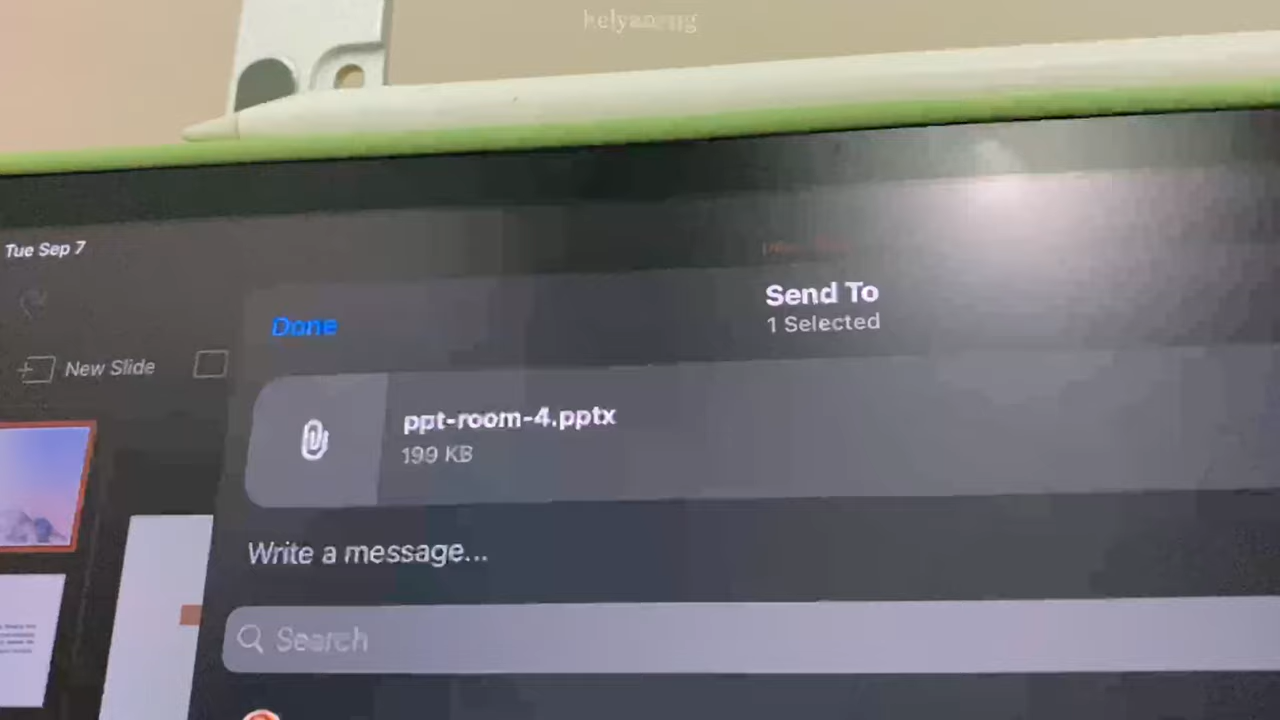 Tue Sep 7
Send To
Done
1 Selected
New Slide
ppt-room-4.pptx
199 KB
Write a message...
Search